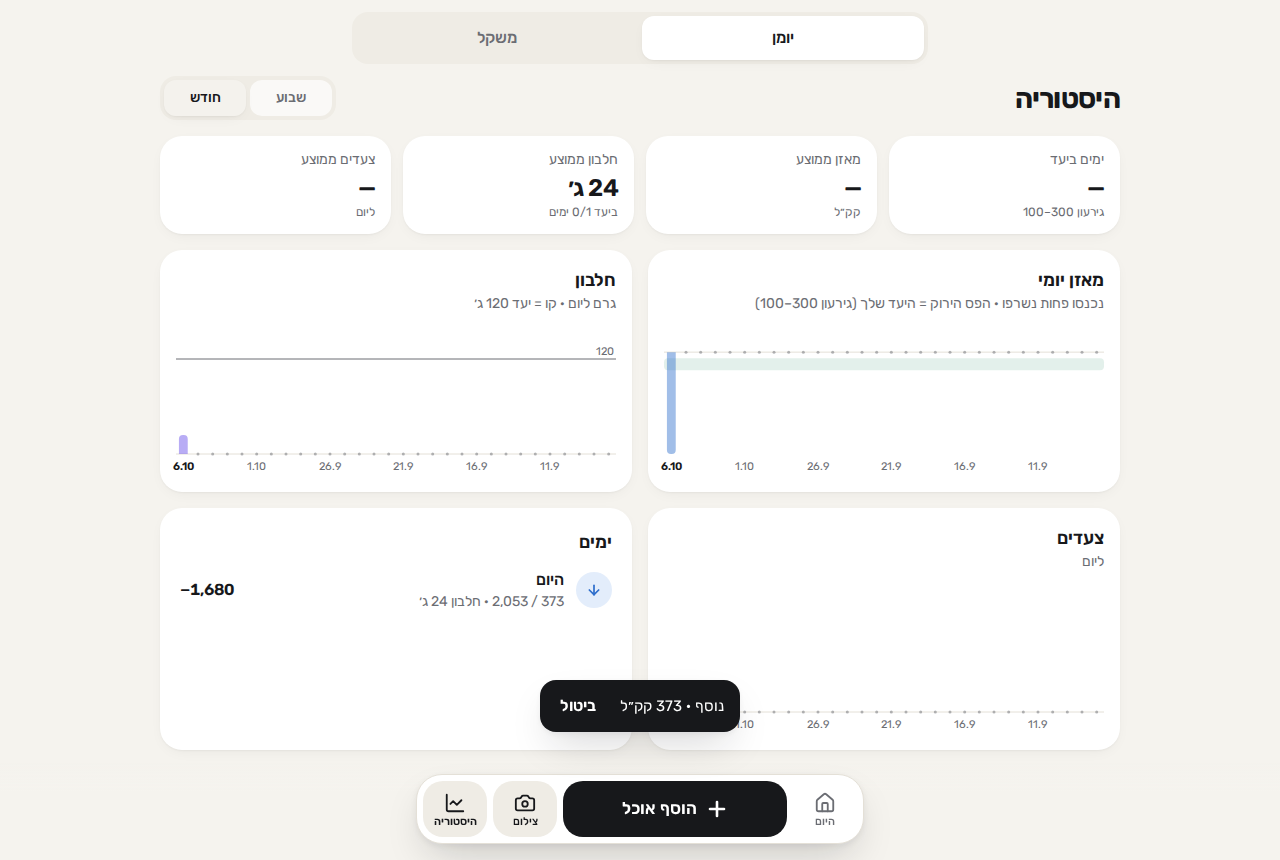 יומן
משקל
היסטוריה
שבוע
חודש
ימים ביעד
–
גירעון 100–300
מאזן ממוצע
–
קק״ל
חלבון ממוצע
24 ג׳
ביעד 0/1 ימים
צעדים ממוצע
–
ליום
מאזן יומי
נכנסו פחות נשרפו • הפס הירוק = היעד שלך (גירעון 100–300)
11.9 16.9 21.9 26.9 1.10 6.10
חלבון
גרם ליום • קו = יעד 120 ג׳
120
11.9 16.9 21.9 26.9 1.10 6.10
צעדים
ליום
11.9 16.9 21.9 26.9
ימים
היום
373 / 2,053 • חלבון 24 ג׳
−1,680
נוסף • 373 קק״ל
ביטול
היום
הוסף אוכל
צילום
היסטוריה